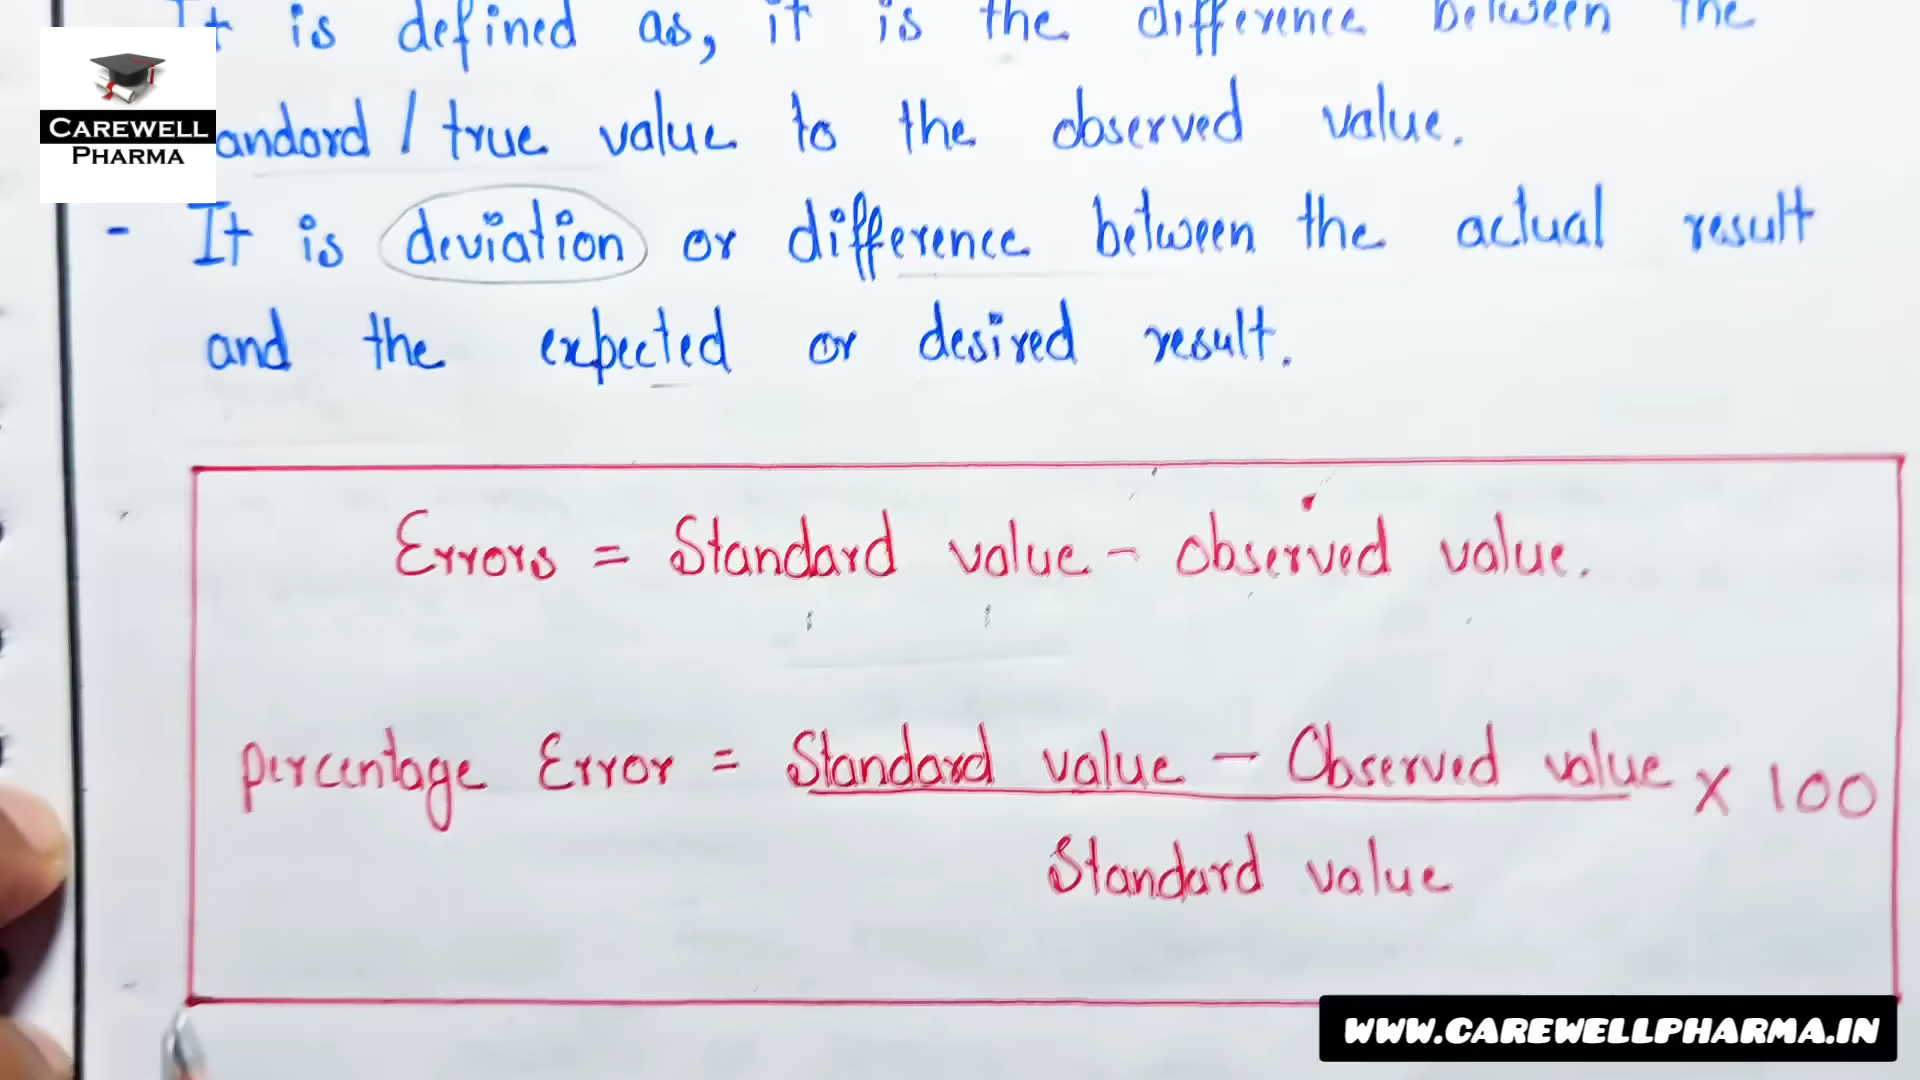 It is defined as, it is the difference between the
CAREWELL
PHARMA
andard / true value to the observed value.
- It is deviation or difference between the actual result
and the expected or desired result.
Errors = Standard value - observed value.
percentage Error = Standard value - Observed value × 100
Standard value
WWW.CAREWELLPHARMA.IN